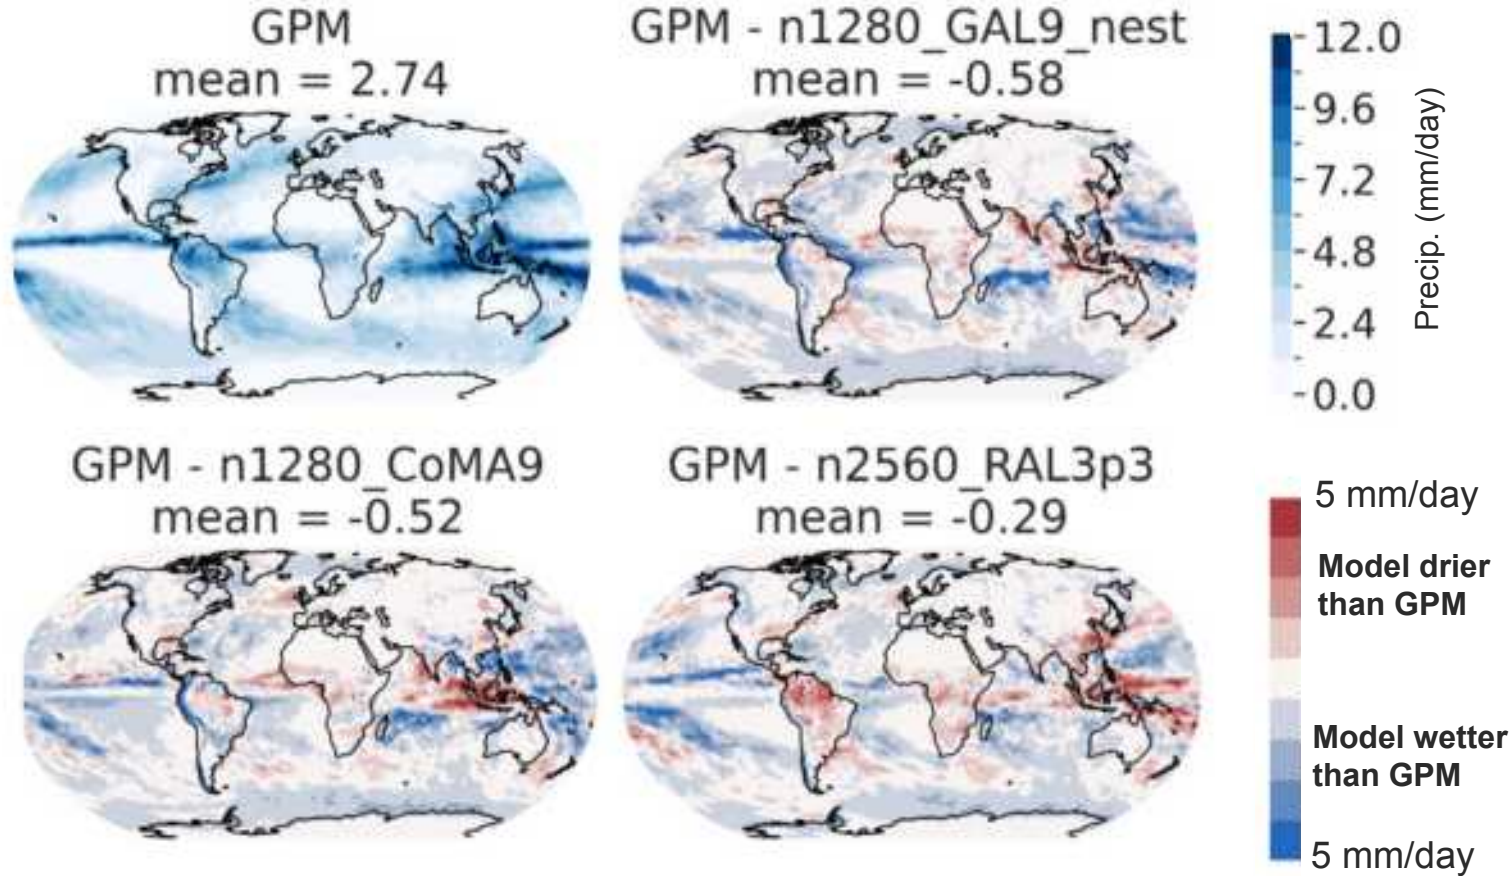 GPM
mean = 2.74
GPM - n1280_GAL9_nest
mean = -0.58
12.0
9.6
7.2
4.8
2.4
0.0
Precip. (mm/day)
GPM - n1280_CoMA9
mean = -0.52
GPM - n2560_RAL3p3
mean = -0.29
5 mm/day
Model drier
than GPM
Model wetter
than GPM
5 mm/day